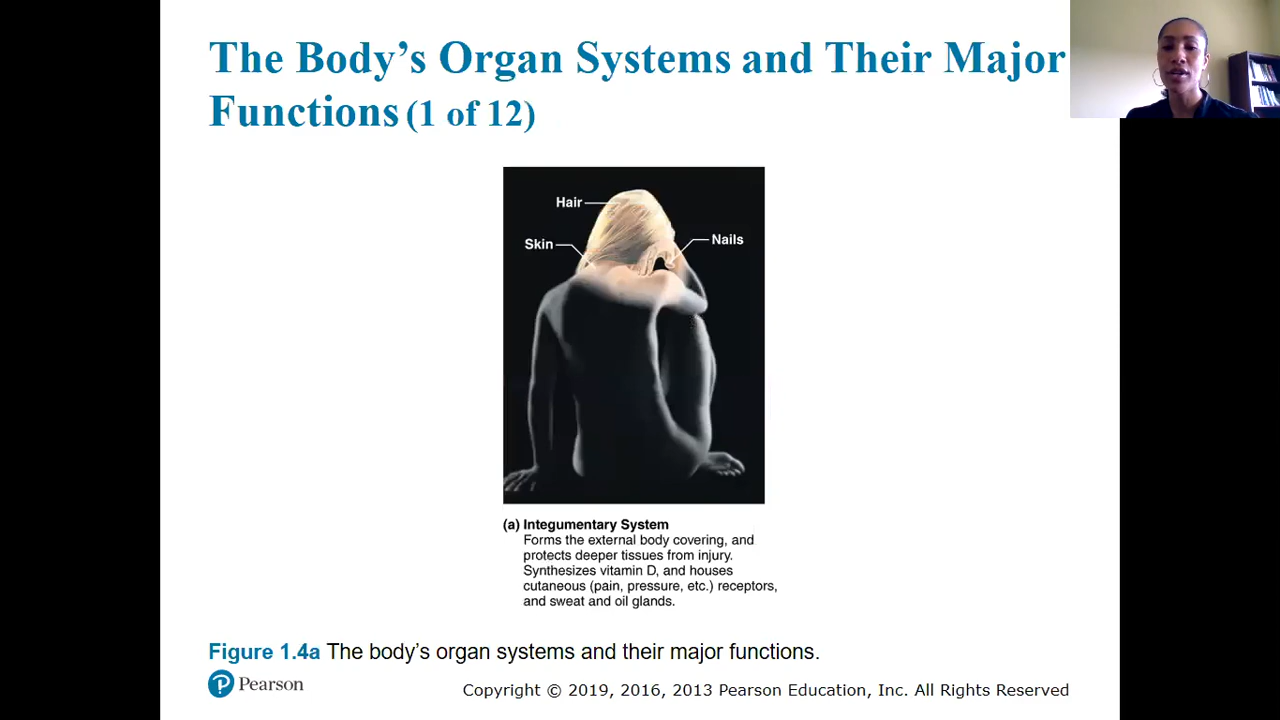 The Body’s Organ Systems and Their Major
Functions (1 of 12)
Hair
Skin
Nails
(a) Integumentary System
Forms the external body covering, and
protects deeper tissues from injury.
Synthesizes vitamin D, and houses
cutaneous (pain, pressure, etc.) receptors,
and sweat and oil glands.
Figure 1.4a The body’s organ systems and their major functions.
Pearson
Copyright © 2019, 2016, 2013 Pearson Education, Inc. All Rights Reserved